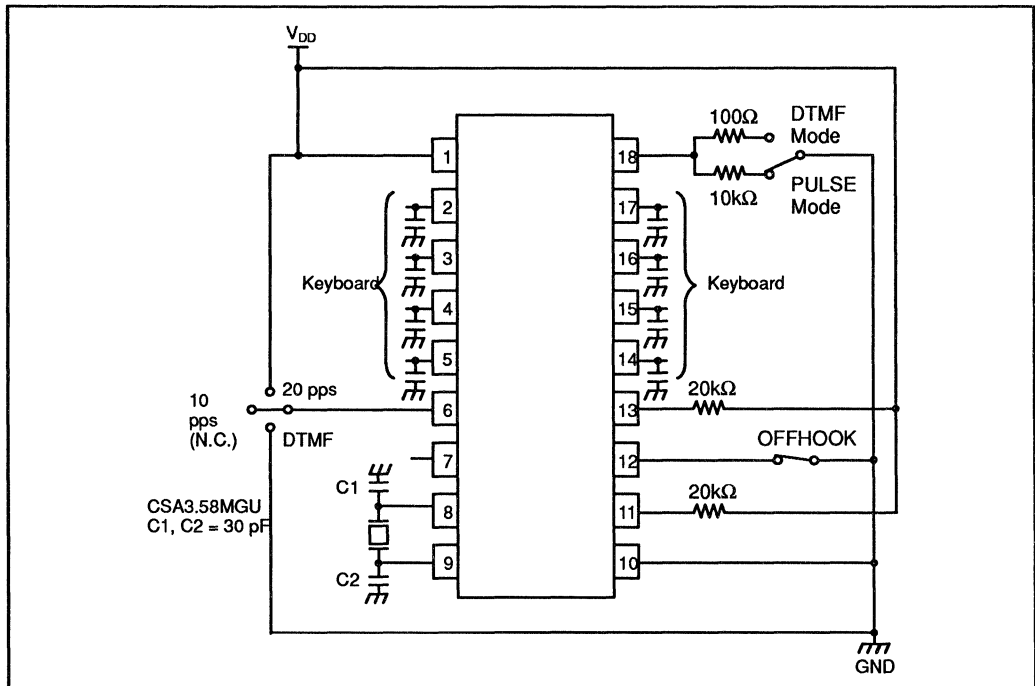 VDD
100Ω
DTMF
Mode
10kΩ
PULSE
Mode
1
2
3
4
5
6
7
8
9
18
17
16
15
14
13
12
11
10
Keyboard
Keyboard
20 pps
10
pps
(N.C.)
DTMF
20kΩ
OFFHOOK
20kΩ
C1
CSA3.58MGU
C1, C2 = 30 pF
C2
GND